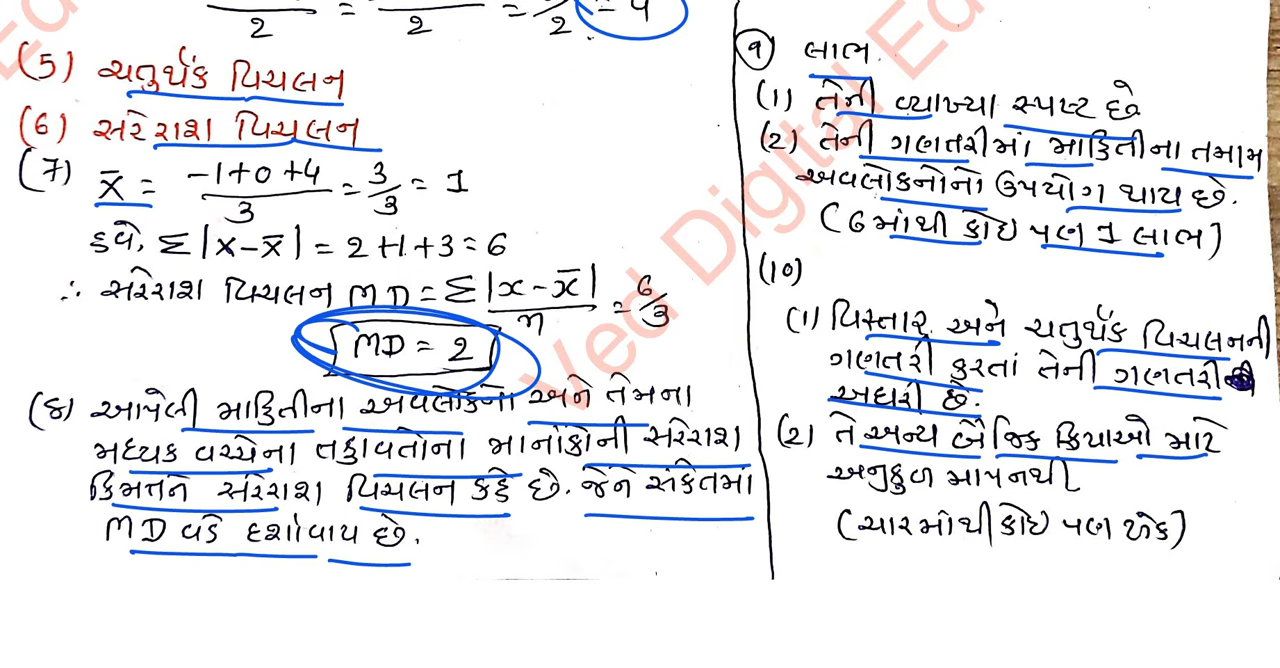 2 = 2 = 2 = 4
(5) ચતુર્થક વિચલન
(6) સરેરાશ વિચલન
(7) x̄ = -1+0+4/3 = 3/3 = 1
હવે, Σ|x-x̄| = 2+1+3 = 6
∴ સરેરાશ વિચલન MD = Σ|x-x̄|/n = 6/3
MD = 2
(8) આપેલી માહિતીના અવલોકનો અને તેમના
મધ્યક વચ્ચેના તફાવતોના માનાંકોની સરેરાશ
કિંમતને સરેરાશ વિચલન કહે છે. જેને સંકેતમાં
MD વડે દર્શાવાય છે.
(9) લાભ
(1) તેની વ્યાખ્યા સ્પષ્ટ છે
(2) તેની ગણતરીમાં માહિતીના તમામ
અવલોકનોનો ઉપયોગ થાય છે.
(6 માંથી કોઇ પણ 1 લાભ)
(10)
(1) વિસ્તાર અને ચતુર્થક વિચલનની
ગણતરી કરતાં તેની ગણતરી
અઘરી છે.
(2) તે અન્ય બૈજિક ક્રિયાઓ માટે
અનુકુળ માપ નથી
(ચારમાંથી કોઇ પણ એક)
Ved Digital Ed